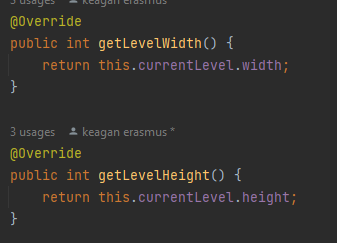 3 usages keagan erasmus
@Override
public int getLevelWidth() {
return this.currentLevel.width;
}
3 usages keagan erasmus *
@Override
public int getLevelHeight() {
return this.currentLevel.height;
}